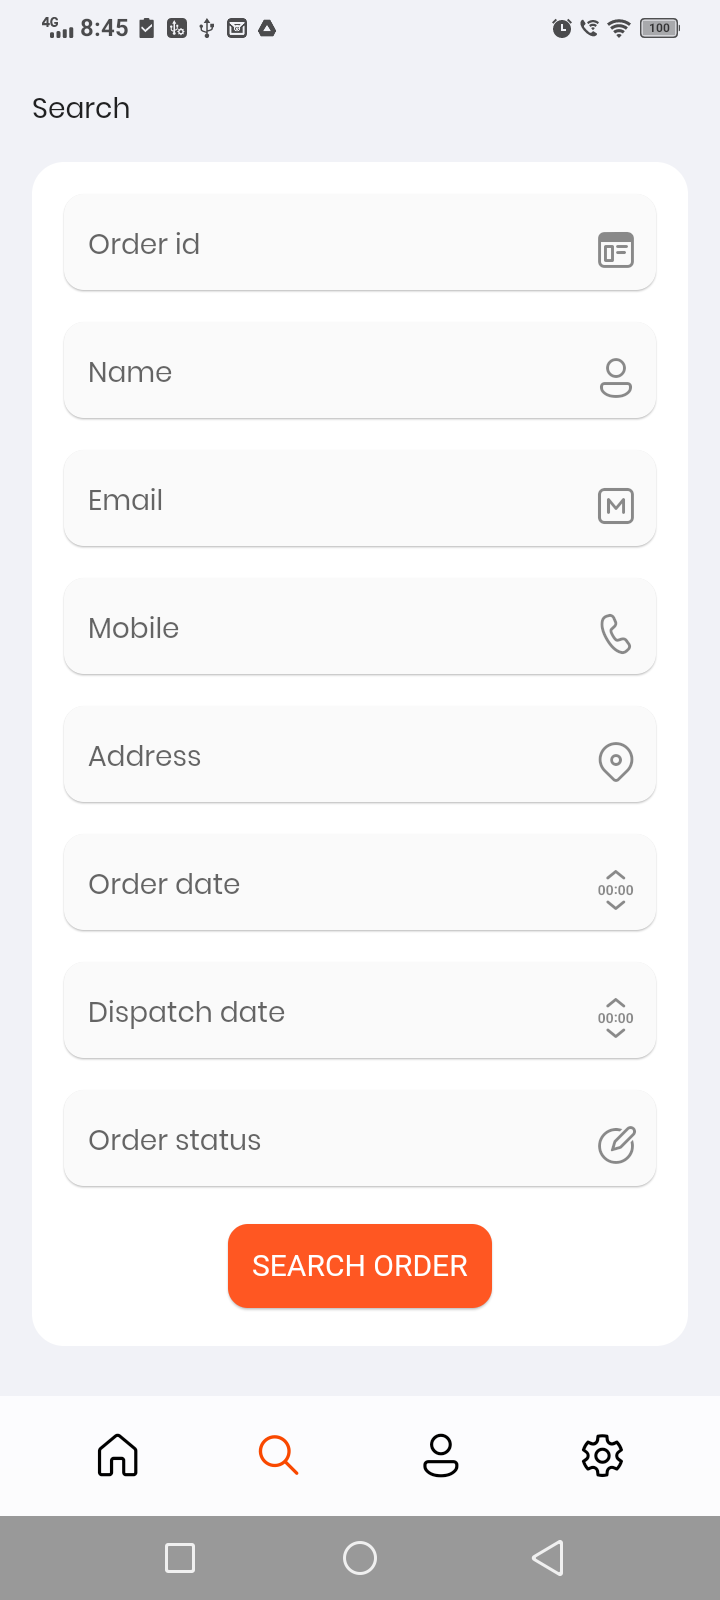 4G 8:45 100
Search
Order id
Name
Email
M
Mobile
Address
Order date
00:00
Dispatch date
00:00
Order status
SEARCH ORDER